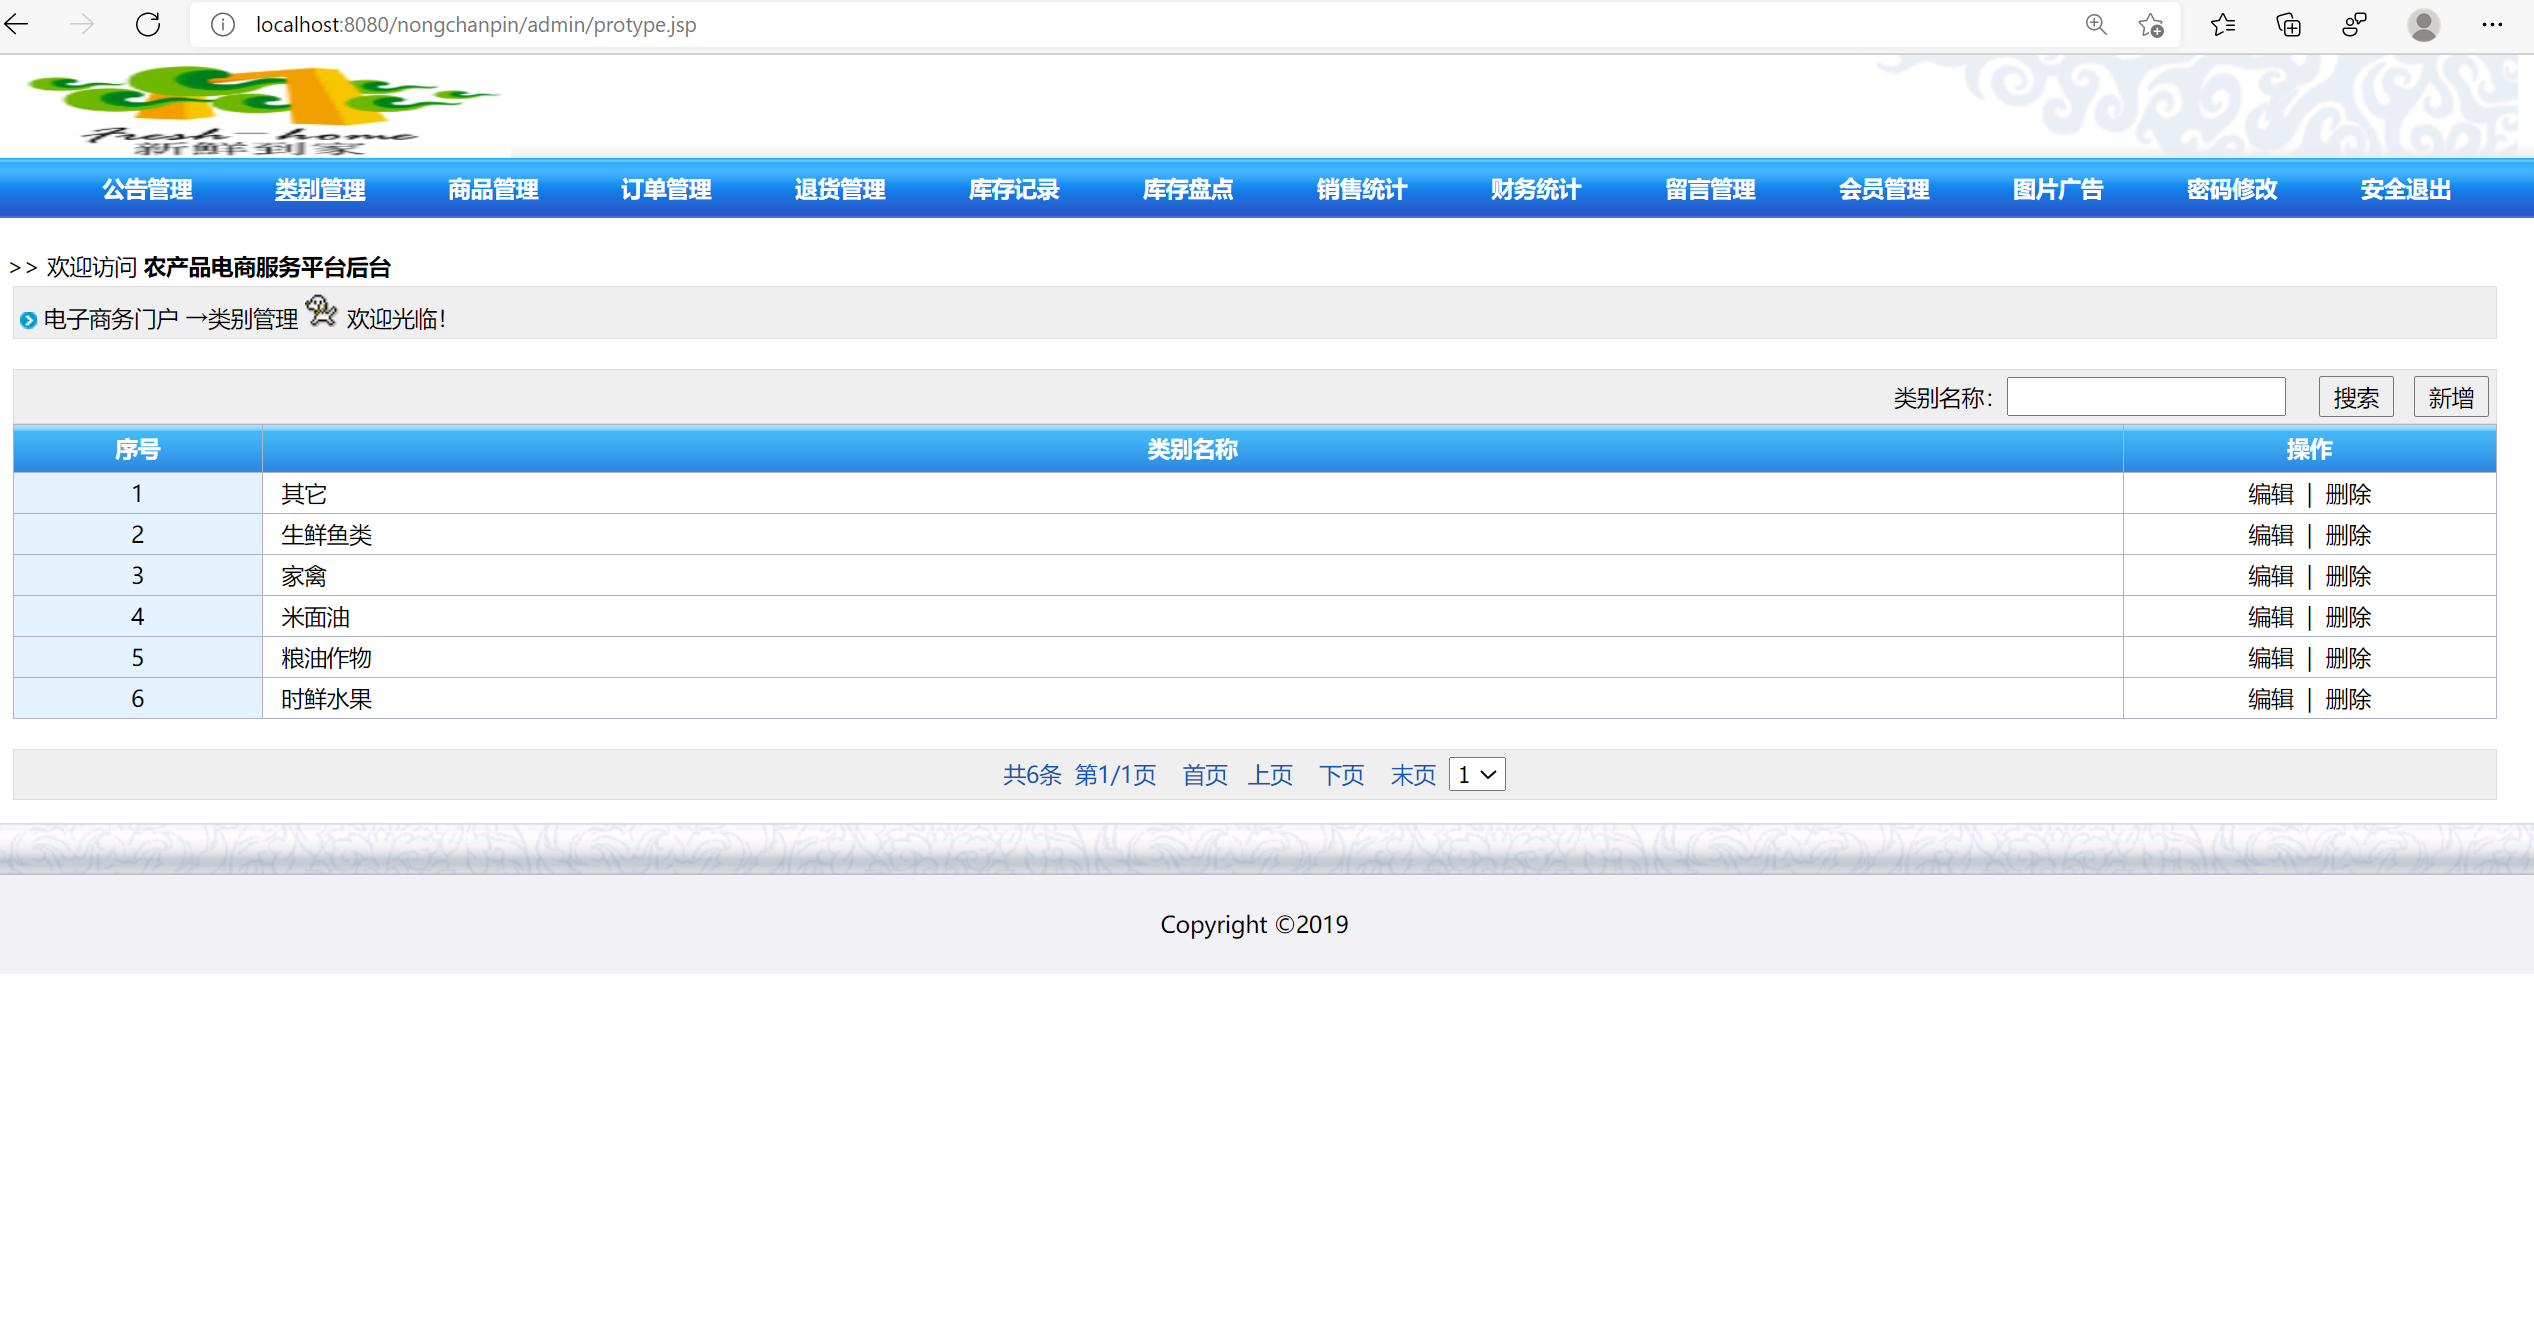 localhost:8080/nongchanpin/admin/protype.jsp
Fresh-home
新鲜到家
公告管理 类别管理 商品管理 订单管理 退货管理 库存记录 库存盘点 销售统计 财务统计 留言管理 会员管理 图片广告 密码修改 安全退出
>> 欢迎访问 农产品电商服务平台后台
电子商务门户 →类别管理 欢迎光临!
类别名称: 搜索 新增
序号 类别名称 操作
1 其它 编辑 | 删除
2 生鲜鱼类 编辑 | 删除
3 家禽 编辑 | 删除
4 米面油 编辑 | 删除
5 粮油作物 编辑 | 删除
6 时鲜水果 编辑 | 删除
共6条 第1/1页 首页 上页 下页 末页 1
Copyright ©2019